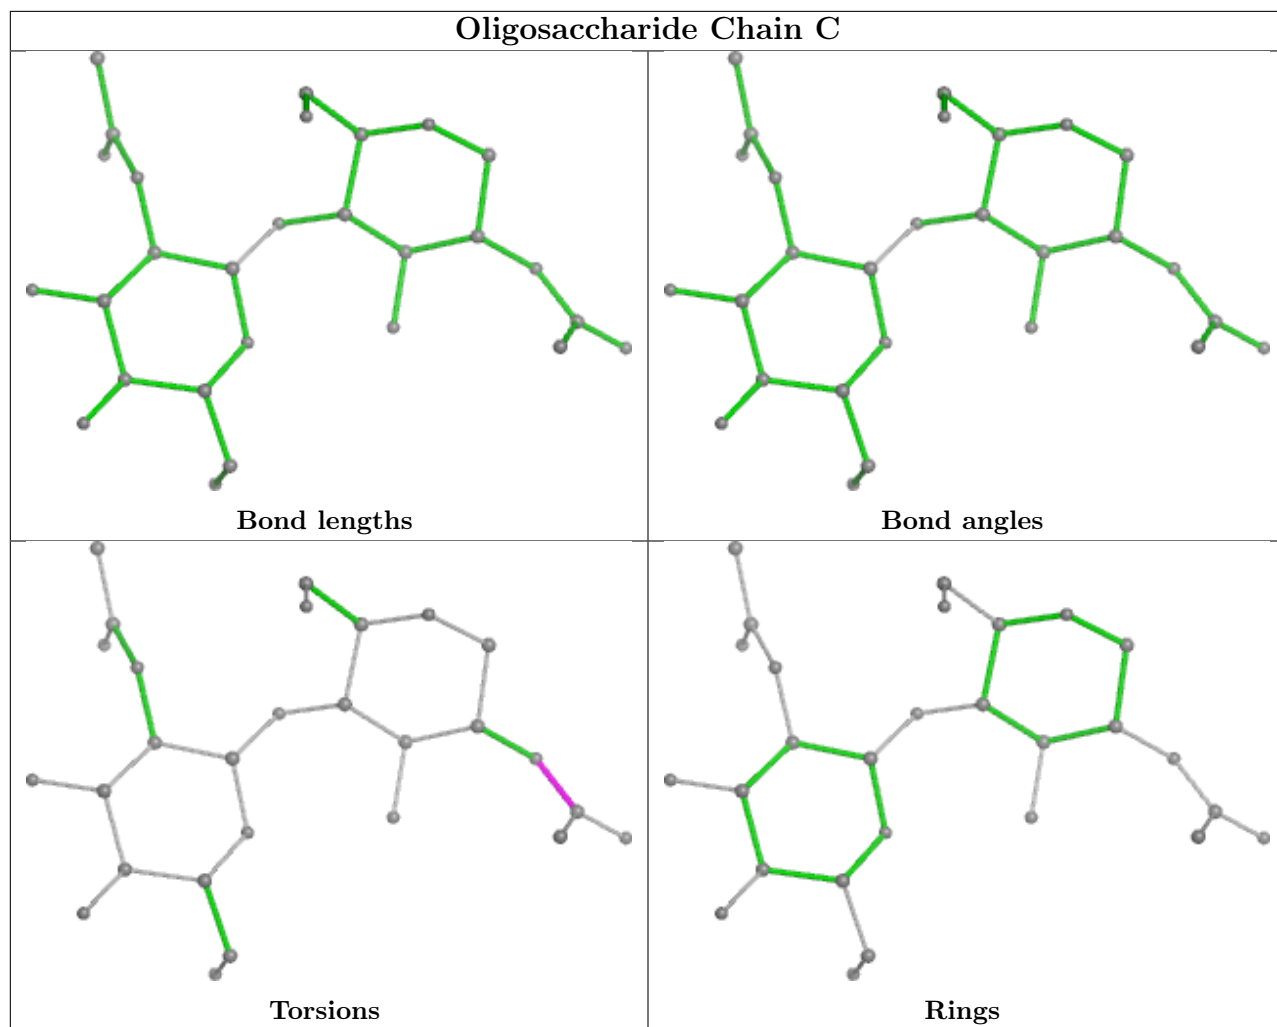 Oligosaccharide Chain C
Bond lengths
Bond angles
Torsions
Rings